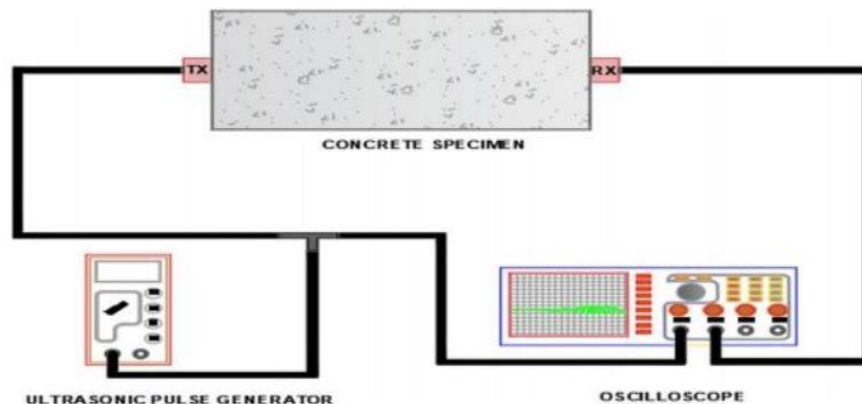 TX
RX
CONCRETE SPECIMEN
ULTRASONIC PULSE GENERATOR
OSCILLOSCOPE